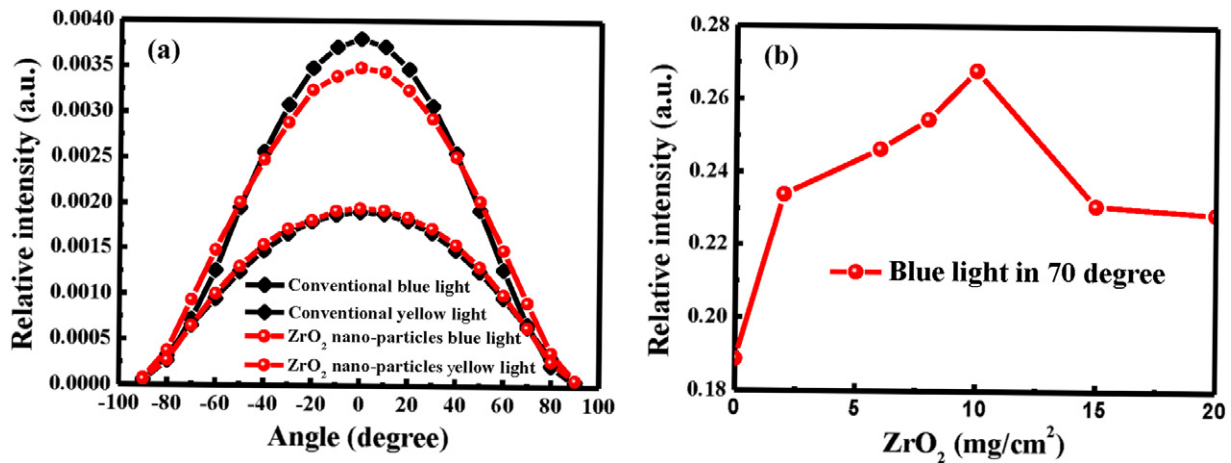 (a)
Relative intensity (a.u.)
0.0040
0.0035
0.0030
0.0025
0.0020
0.0015
0.0010
0.0005
0.0000
Conventional blue light
Conventional yellow light
ZrO₂ nano-particles blue light
ZrO₂ nano-particles yellow light
-100 -80 -60 -40 -20 0 20 40 60 80 100
Angle (degree)
(b)
Relative intensity (a.u.)
0.28
0.26
0.24
0.22
0.20
0.18
Blue light in 70 degree
0 5 10 15 20
ZrO₂ (mg/cm²)